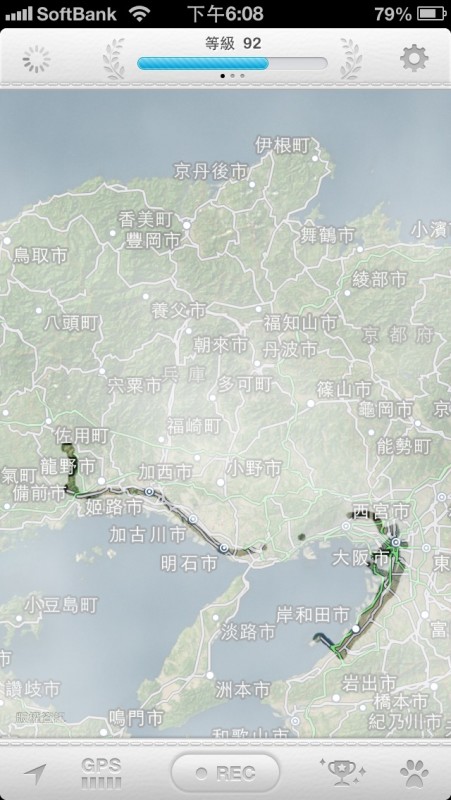 SoftBank 下午6:08 79%
等級 92
伊根町
京丹後市
香美町
舞鶴市
小濱
豐岡市
鳥取市
綾部市
養父市
八頭町
福知山市
京都府
朝來市
丹波市
兵庫
宍粟市
多可町
篠山市
龜岡市
京
福崎町
佐用町
能勢町
龍野市
加西市
小野市
氣町
備前市
姬路市
西宮市
加古川市
大阪市
東
明石市
小豆島町
岸和田市
淡路市
富
市
岩出市
讚岐市
洲本市
橋本市
鳴門市
紀乃川市
和歌山市
GPS
REC